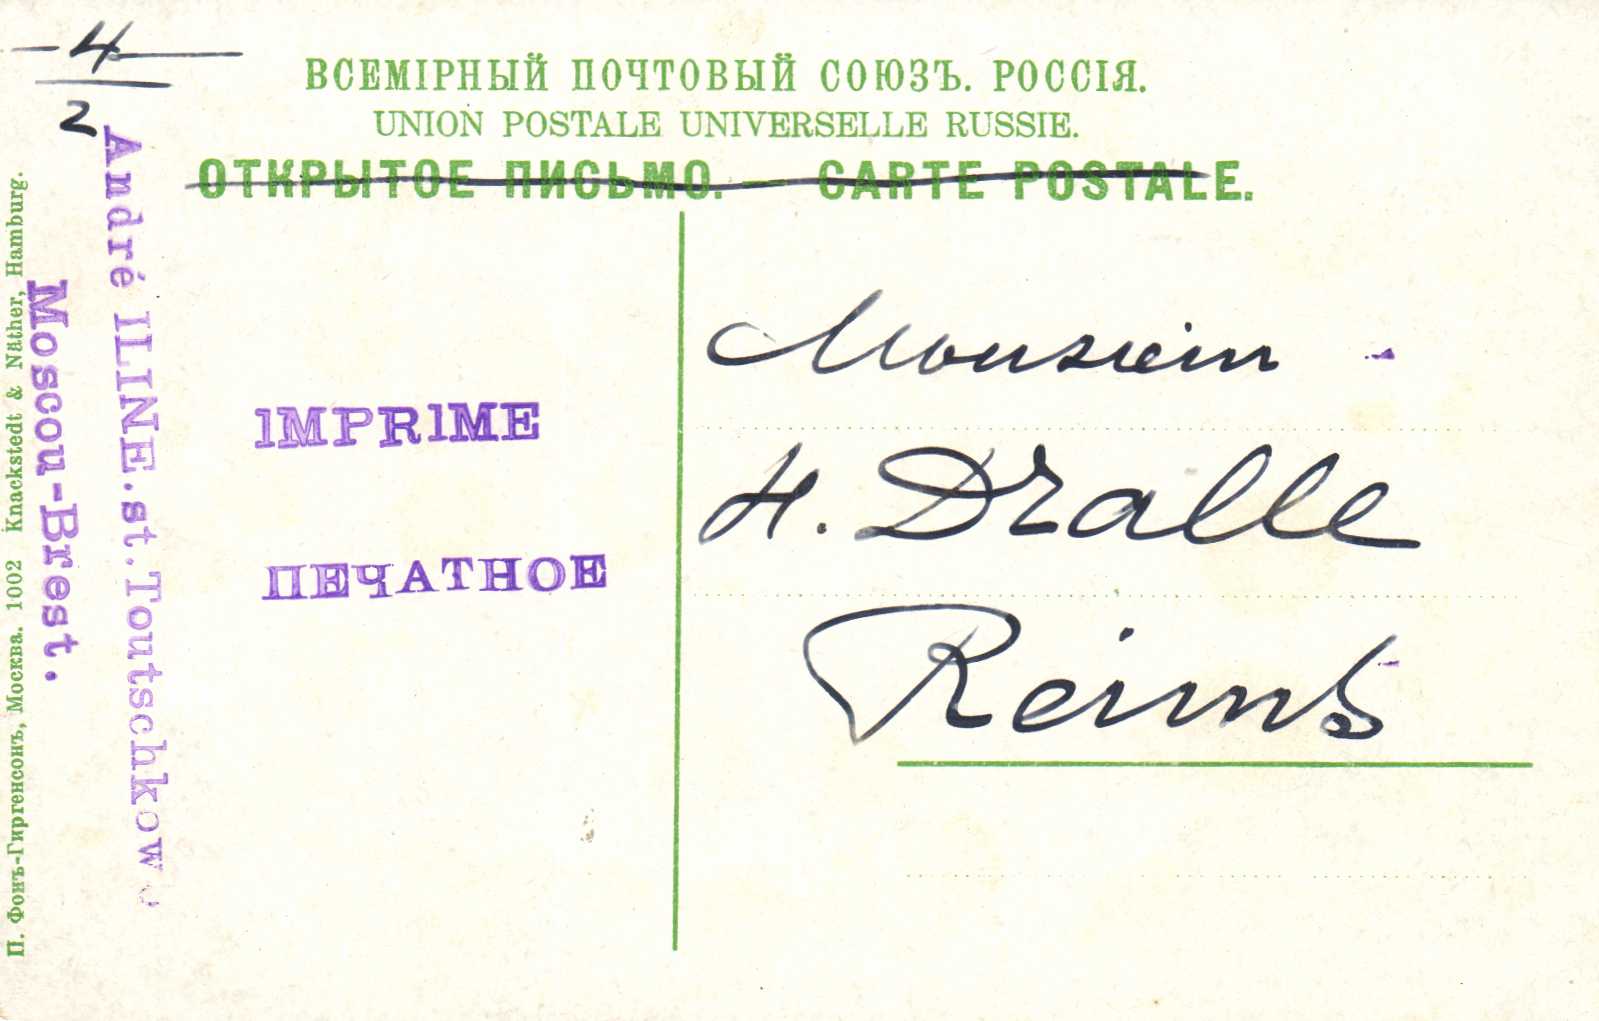 4
2
ВСЕМІРНЫЙ ПОЧТОВЫЙ СОЮЗЪ. РОССІЯ.
UNION POSTALE UNIVERSELLE RUSSIE.
ОТКРЫТОЕ ПИСЬМО. — CARTE POSTALE.
André ILINE.st.Toutschkowo
Moscou-Brest.
П. Фонъ-Гиргенсонъ, Москва. 1002 Knackstedt & Näther, Hamburg.
IMPRIME
ПЕЧАТНОЕ
Monsieur
H. Dralle
Reims